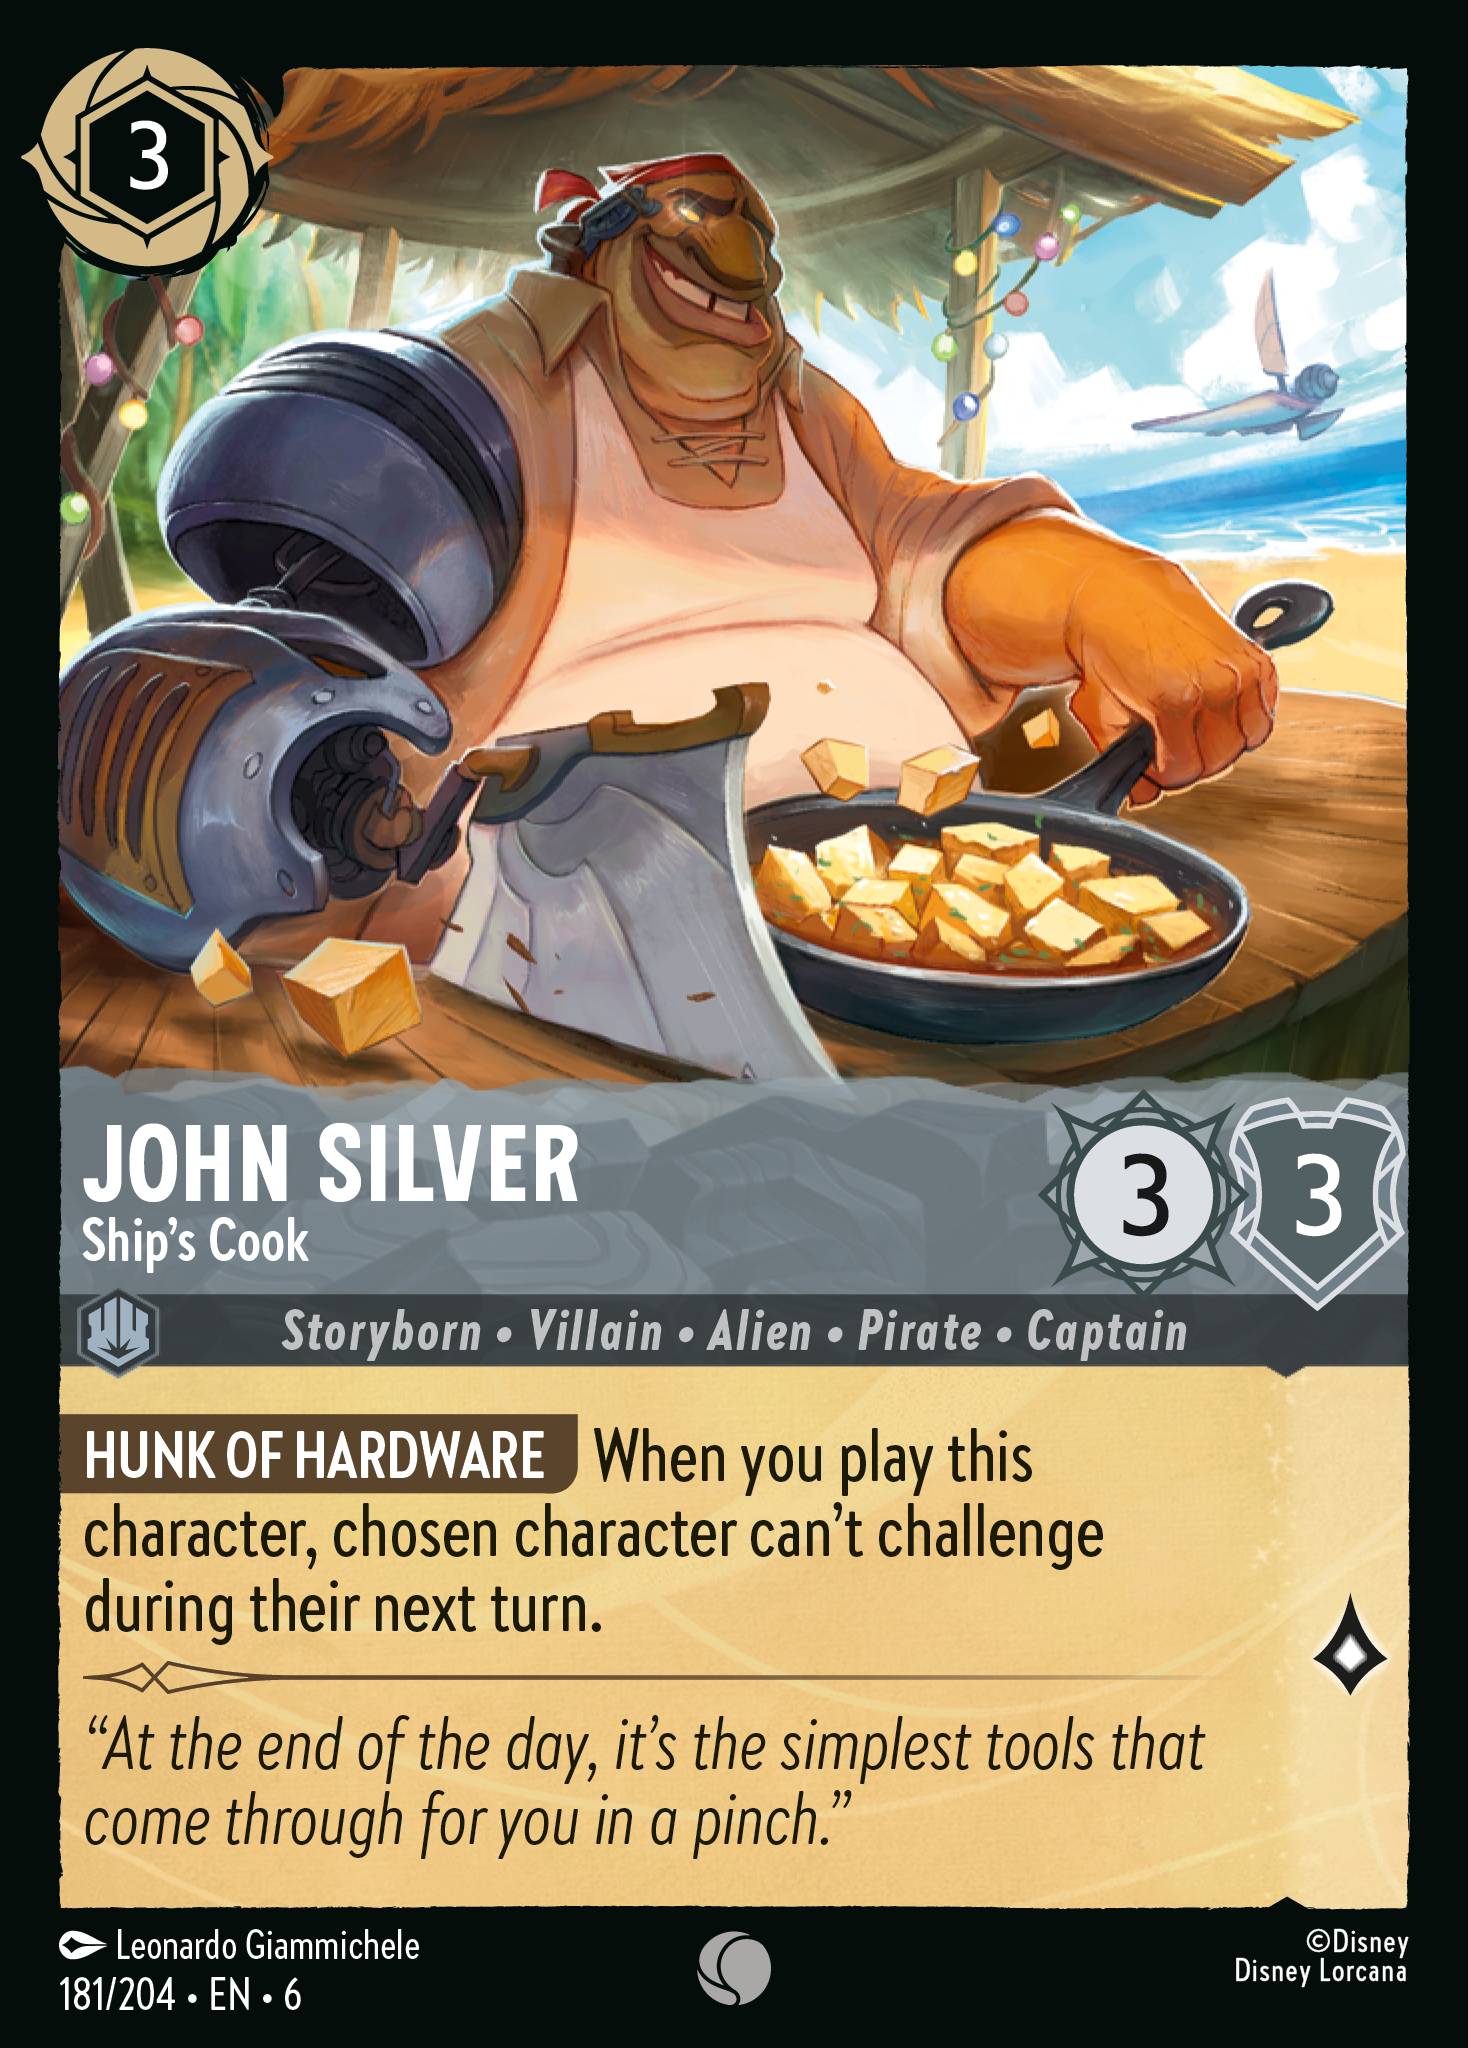 3
JOHN SILVER
Ship’s Cook
3 3
Storyborn • Villain • Alien • Pirate • Captain
HUNK OF HARDWARE When you play this
character, chosen character can’t challenge
during their next turn.
“At the end of the day, it’s the simplest tools that
come through for you in a pinch.”
Leonardo Giammichele
181/204 • EN • 6
©Disney
Disney Lorcana